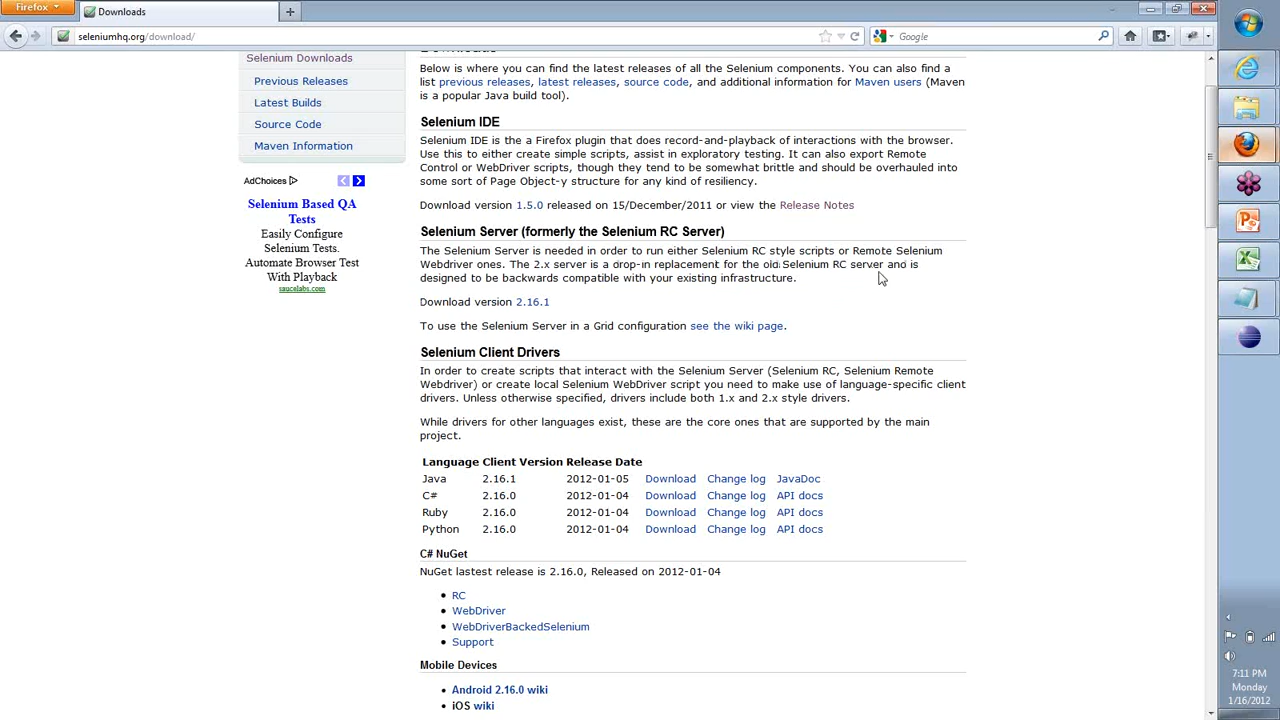 Firefox
Downloads
seleniumhq.org/download/
Google
Downloads
Selenium Downloads
Previous Releases
Latest Builds
Source Code
Maven Information
AdChoices
Selenium Based QA
Tests
Easily Configure
Selenium Tests.
Automate Browser Test
With Playback
saucelabs.com
Below is where you can find the latest releases of all the Selenium components. You can also find a
list previous releases, latest releases, source code, and additional information for Maven users (Maven
is a popular Java build tool).
Selenium IDE
Selenium IDE is the a Firefox plugin that does record-and-playback of interactions with the browser.
Use this to either create simple scripts, assist in exploratory testing. It can also export Remote
Control or WebDriver scripts, though they tend to be somewhat brittle and should be overhauled into
some sort of Page Object-y structure for any kind of resiliency.
Download version 1.5.0 released on 15/December/2011 or view the Release Notes
Selenium Server (formerly the Selenium RC Server)
The Selenium Server is needed in order to run either Selenium RC style scripts or Remote Selenium
Webdriver ones. The 2.x server is a drop-in replacement for the old Selenium RC server and is
designed to be backwards compatible with your existing infrastructure.
Download version 2.16.1
To use the Selenium Server in a Grid configuration see the wiki page.
Selenium Client Drivers
In order to create scripts that interact with the Selenium Server (Selenium RC, Selenium Remote
Webdriver) or create local Selenium WebDriver script you need to make use of language-specific client
drivers. Unless otherwise specified, drivers include both 1.x and 2.x style drivers.
While drivers for other languages exist, these are the core ones that are supported by the main
project.
Language Client Version Release Date
Java 2.16.1 2012-01-05 Download Change log JavaDoc
C# 2.16.0 2012-01-04 Download Change log API docs
Ruby 2.16.0 2012-01-04 Download Change log API docs
Python 2.16.0 2012-01-04 Download Change log API docs
C# NuGet
NuGet lastest release is 2.16.0, Released on 2012-01-04
RC
WebDriver
WebDriverBackedSelenium
Support
Mobile Devices
Android 2.16.0 wiki
iOS wiki
7:11 PM
Monday
1/16/2012